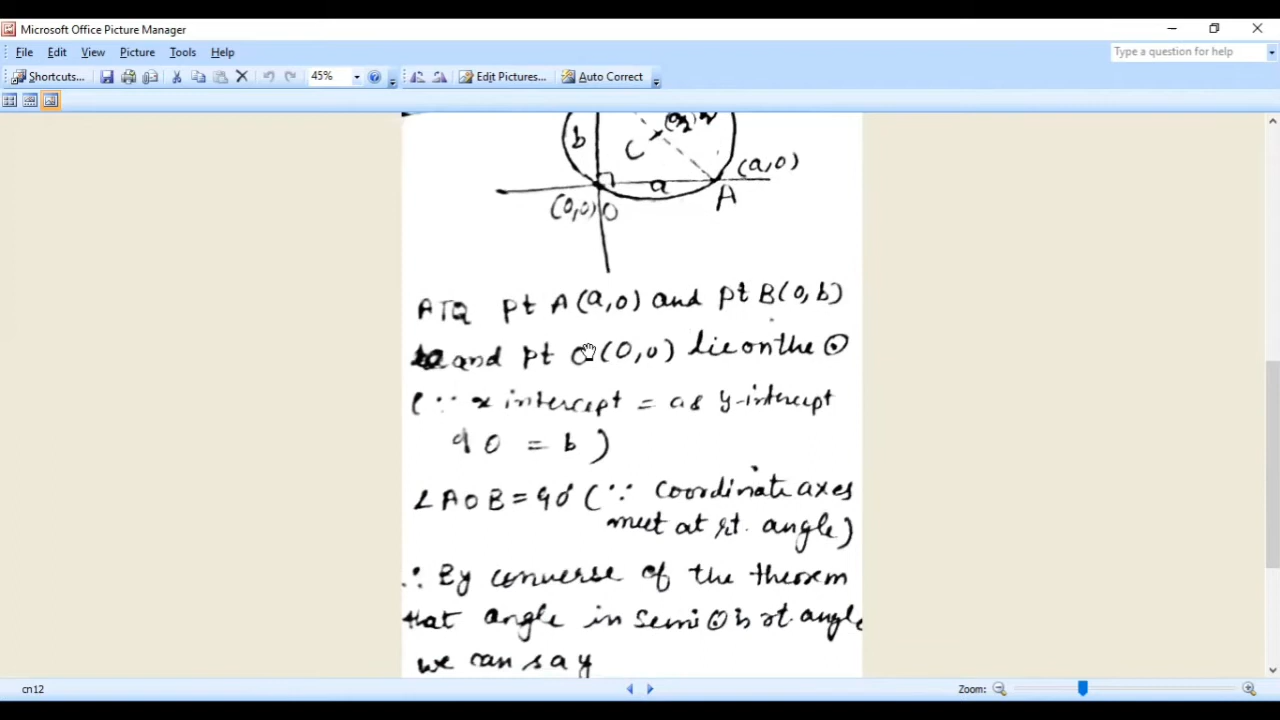 Microsoft Office Picture Manager
File Edit View Picture Tools Help
Type a question for help
Shortcuts... 45% Edit Pictures... Auto Correct
b
C
(a,0)
a
A
(0,0) O
ATQ pt A(a,0) and pt B(0,b)
and pt O(0,0) lie on the ⊙
(∵ x intercept = a & y-intercept
of ⊙ = b )
∠AOB = 90° (∵ coordinate axes
meet at rt. angle)
∴ By converse of the theorem
that angle in semi ⊙ is rt. angle
we can say
cn12
Zoom: